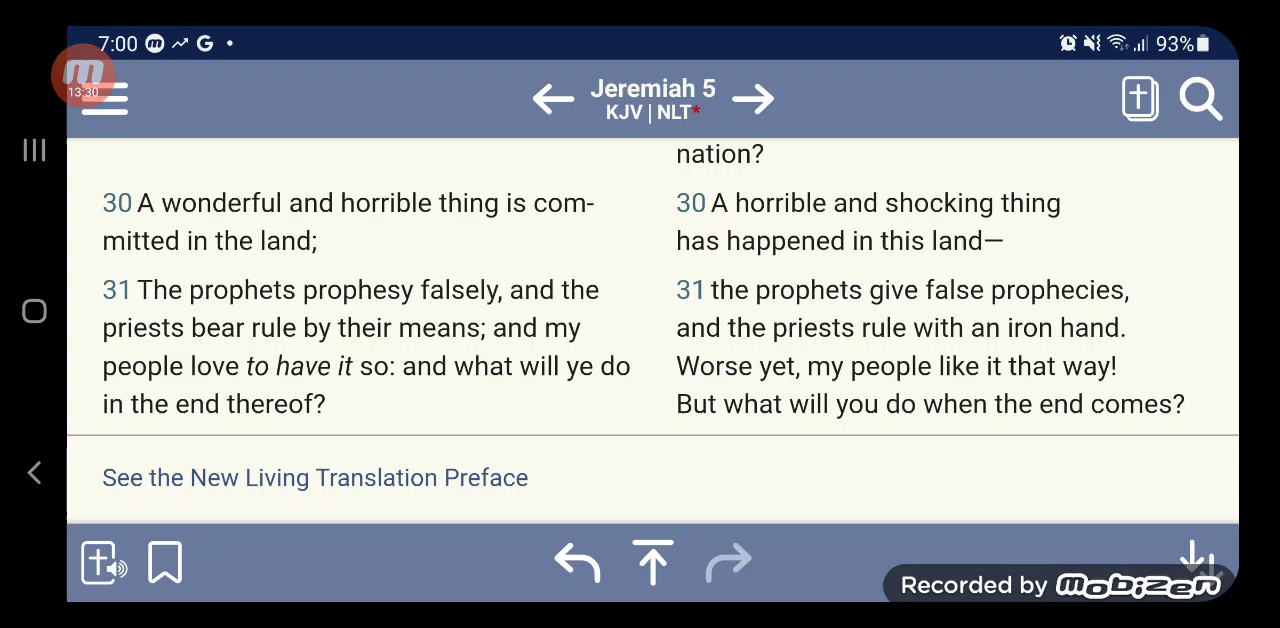 7:00
93%
13:30
Jeremiah 5
KJV | NLT*
nation?
30 A wonderful and horrible thing is com-
mitted in the land;
31 The prophets prophesy falsely, and the
priests bear rule by their means; and my
people love to have it so: and what will ye do
in the end thereof?
30 A horrible and shocking thing
has happened in this land—
31 the prophets give false prophecies,
and the priests rule with an iron hand.
Worse yet, my people like it that way!
But what will you do when the end comes?
See the New Living Translation Preface
Recorded by Mobizen